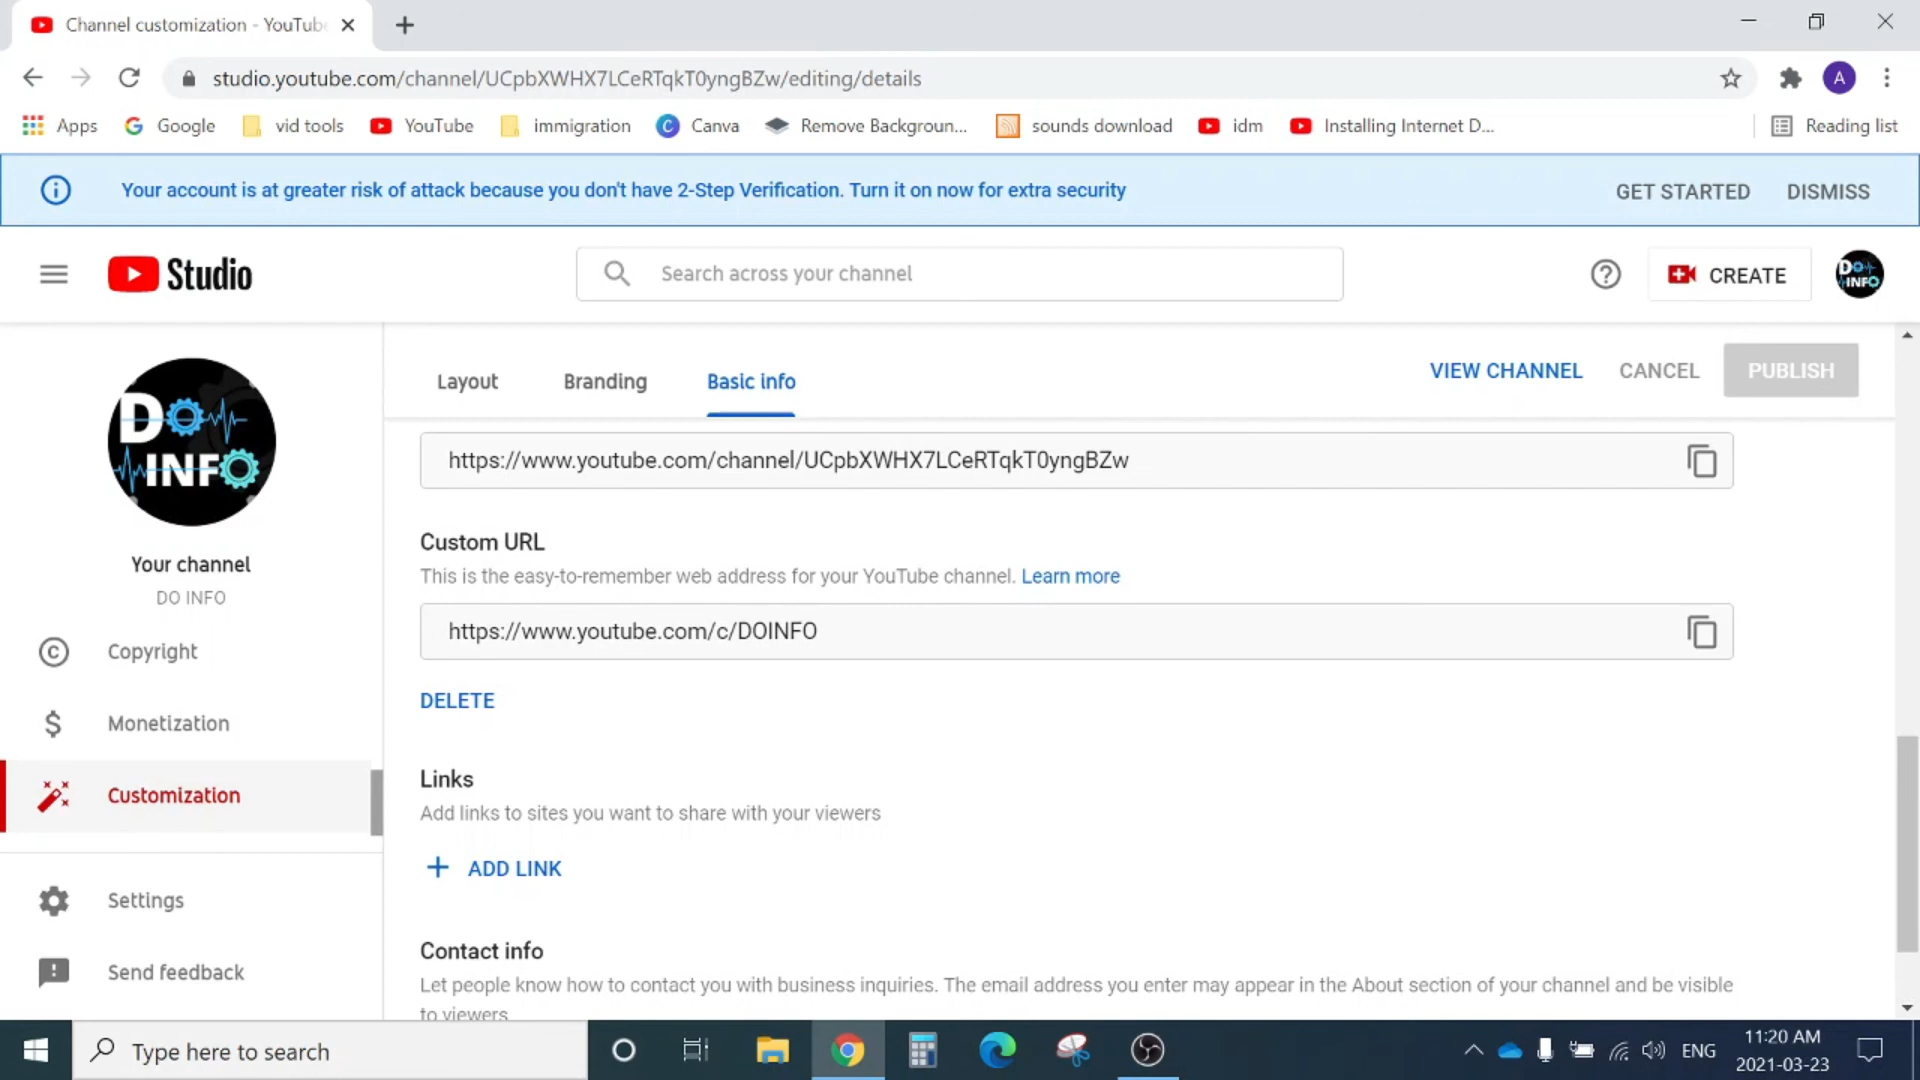 Channel customization - YouTube
studio.youtube.com/channel/UCpbXWHX7LCeRTqkT0yngBZw/editing/details
A
Apps
Google
vid tools
YouTube
immigration
Canva
Remove Backgroun...
sounds download
idm
Installing Internet D...
Reading list
Your account is at greater risk of attack because you don't have 2-Step Verification. Turn it on now for extra security
GET STARTED
DISMISS
Studio
Search across your channel
CREATE
DO
INFO
DO
INFO
Your channel
DO INFO
Copyright
Monetization
Customization
Settings
Send feedback
Layout
Branding
Basic info
VIEW CHANNEL
CANCEL
PUBLISH
https://www.youtube.com/channel/UCpbXWHX7LCeRTqkT0yngBZw
Custom URL
This is the easy-to-remember web address for your YouTube channel. Learn more
https://www.youtube.com/c/DOINFO
DELETE
Links
Add links to sites you want to share with your viewers
ADD LINK
Contact info
Let people know how to contact you with business inquiries. The email address you enter may appear in the About section of your channel and be visible
to viewers
Type here to search
ENG
11:20 AM
2021-03-23